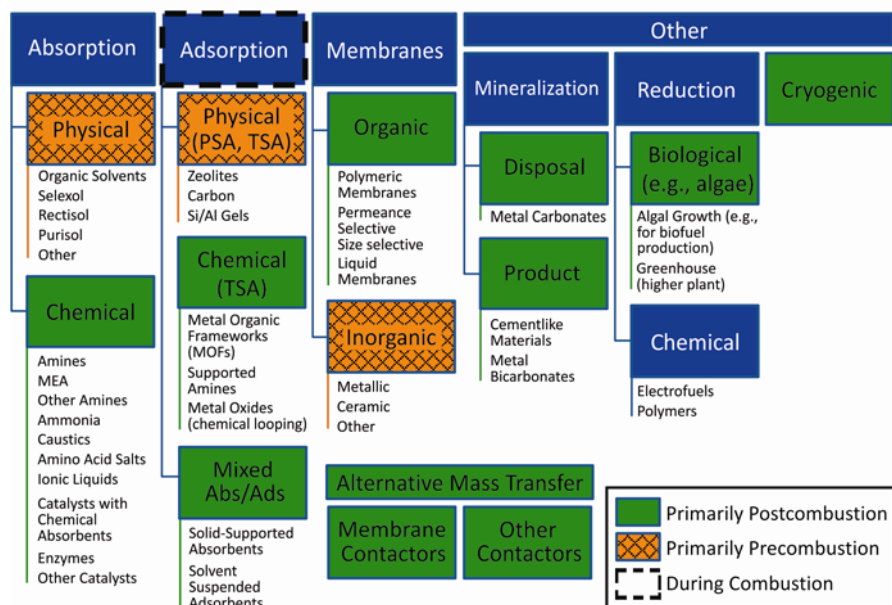 Absorption
Physical
Organic Solvents
Selexol
Rectisol
Purisol
Other
Chemical
Amines
MEA
Other Amines
Ammonia
Caustics
Amino Acid Salts
Ionic Liquids
Catalysts with
Chemical
Absorbents
Enzymes
Other Catalysts
Adsorption
Physical
(PSA, TSA)
Zeolites
Carbon
Si/Al Gels
Chemical
(TSA)
Metal Organic
Frameworks
(MOFs)
Supported
Amines
Metal Oxides
(chemical looping)
Mixed
Abs/Ads
Solid-Supported
Absorbents
Solvent
Suspended
Adsorbents
Membranes
Organic
Polymeric
Membranes
Permeance
Selective
Size selective
Liquid
Membranes
Inorganic
Metallic
Ceramic
Other
Other
Mineralization
Disposal
Metal Carbonates
Product
Cementlike
Materials
Metal
Bicarbonates
Reduction
Biological
(e.g., algae)
Algal Growth (e.g.,
for biofuel
production)
Greenhouse
(higher plant)
Chemical
Electrofuels
Polymers
Cryogenic
Alternative Mass Transfer
Membrane
Contactors
Other
Contactors
Primarily Postcombustion
Primarily Precombustion
During Combustion